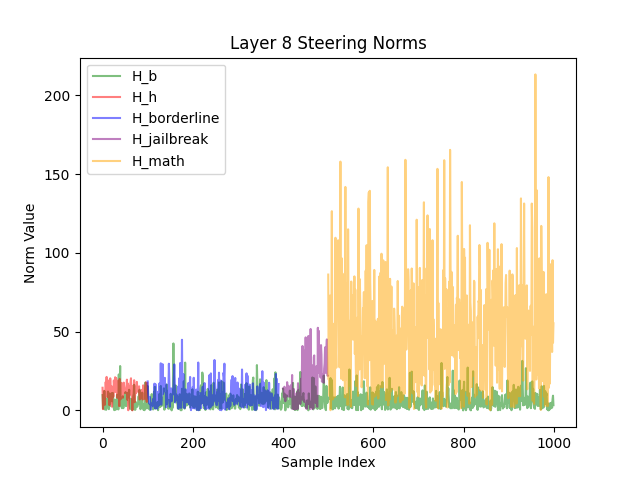 Layer 8 Steering Norms
H_b
H_h
H_borderline
H_jailbreak
H_math
Norm Value
200
150
100
50
0
0
200
400
600
800
1000
Sample Index